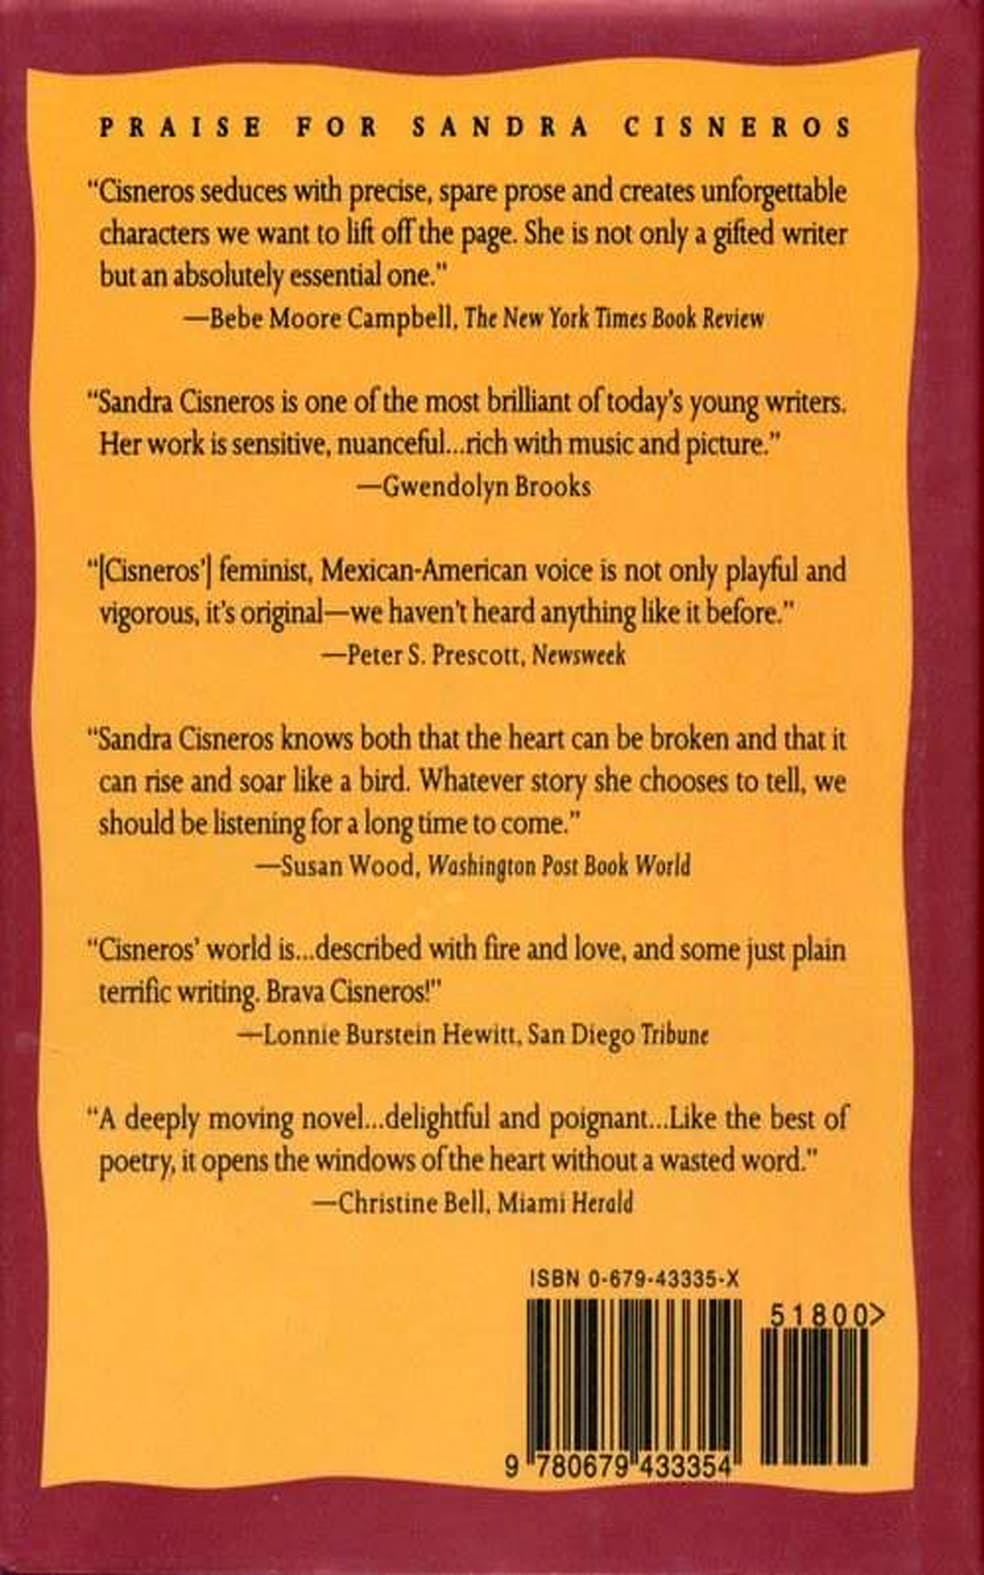 PRAISE FOR SANDRA CISNEROS
“Cisneros seduces with precise, spare prose and creates unforgettable
characters we want to lift off the page. She is not only a gifted writer
but an absolutely essential one.”
—Bebe Moore Campbell, The New York Times Book Review
“Sandra Cisneros is one of the most brilliant of today's young writers.
Her work is sensitive, nuanceful...rich with music and picture.”
—Gwendolyn Brooks
“[Cisneros'] feminist, Mexican-American voice is not only playful and
vigorous, it's original—we haven't heard anything like it before.”
—Peter S. Prescott, Newsweek
“Sandra Cisneros knows both that the heart can be broken and that it
can rise and soar like a bird. Whatever story she chooses to tell, we
should be listening for a long time to come.”
—Susan Wood, Washington Post Book World
“Cisneros' world is...described with fire and love, and some just plain
terrific writing. Brava Cisneros!”
—Lonnie Burstein Hewitt, San Diego Tribune
“A deeply moving novel...delightful and poignant...Like the best of
poetry, it opens the windows of the heart without a wasted word.”
—Christine Bell, Miami Herald
ISBN 0-679-43335-X
51800>
9 780679 433354